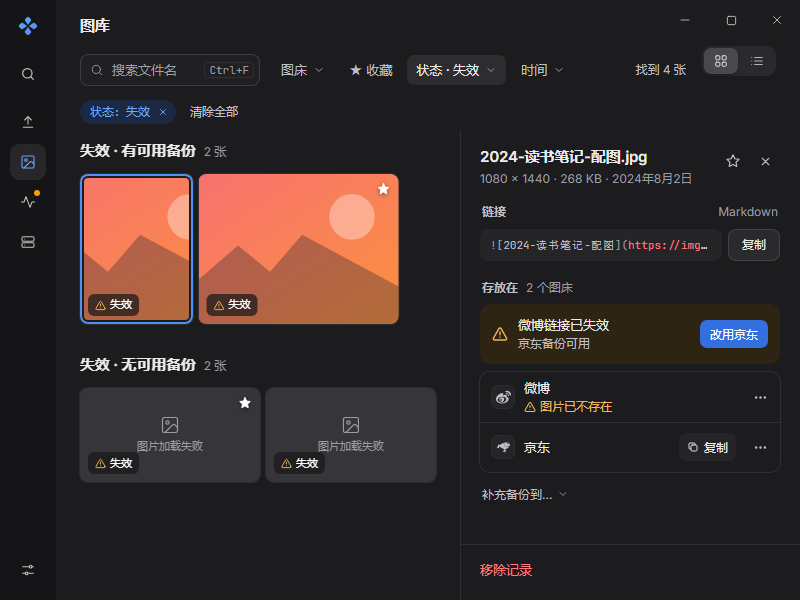 图库
搜索文件名 Ctrl+F
图床
★ 收藏
状态 · 失效
时间
找到 4 张
状态：失效 ×
清除全部
失效 · 有可用备份 2 张
失效
失效
失效 · 无可用备份 2 张
图片加载失败
失效
图片加载失败
失效
2024-读书笔记-配图.jpg
1080 × 1440 · 268 KB · 2024年8月2日
链接 Markdown
![2024-读书笔记-配图](https://img…
复制
存放在 2 个图床
微博链接已失效
京东备份可用
改用京东
微博
图片已不存在
京东
复制
补充备份到...
移除记录